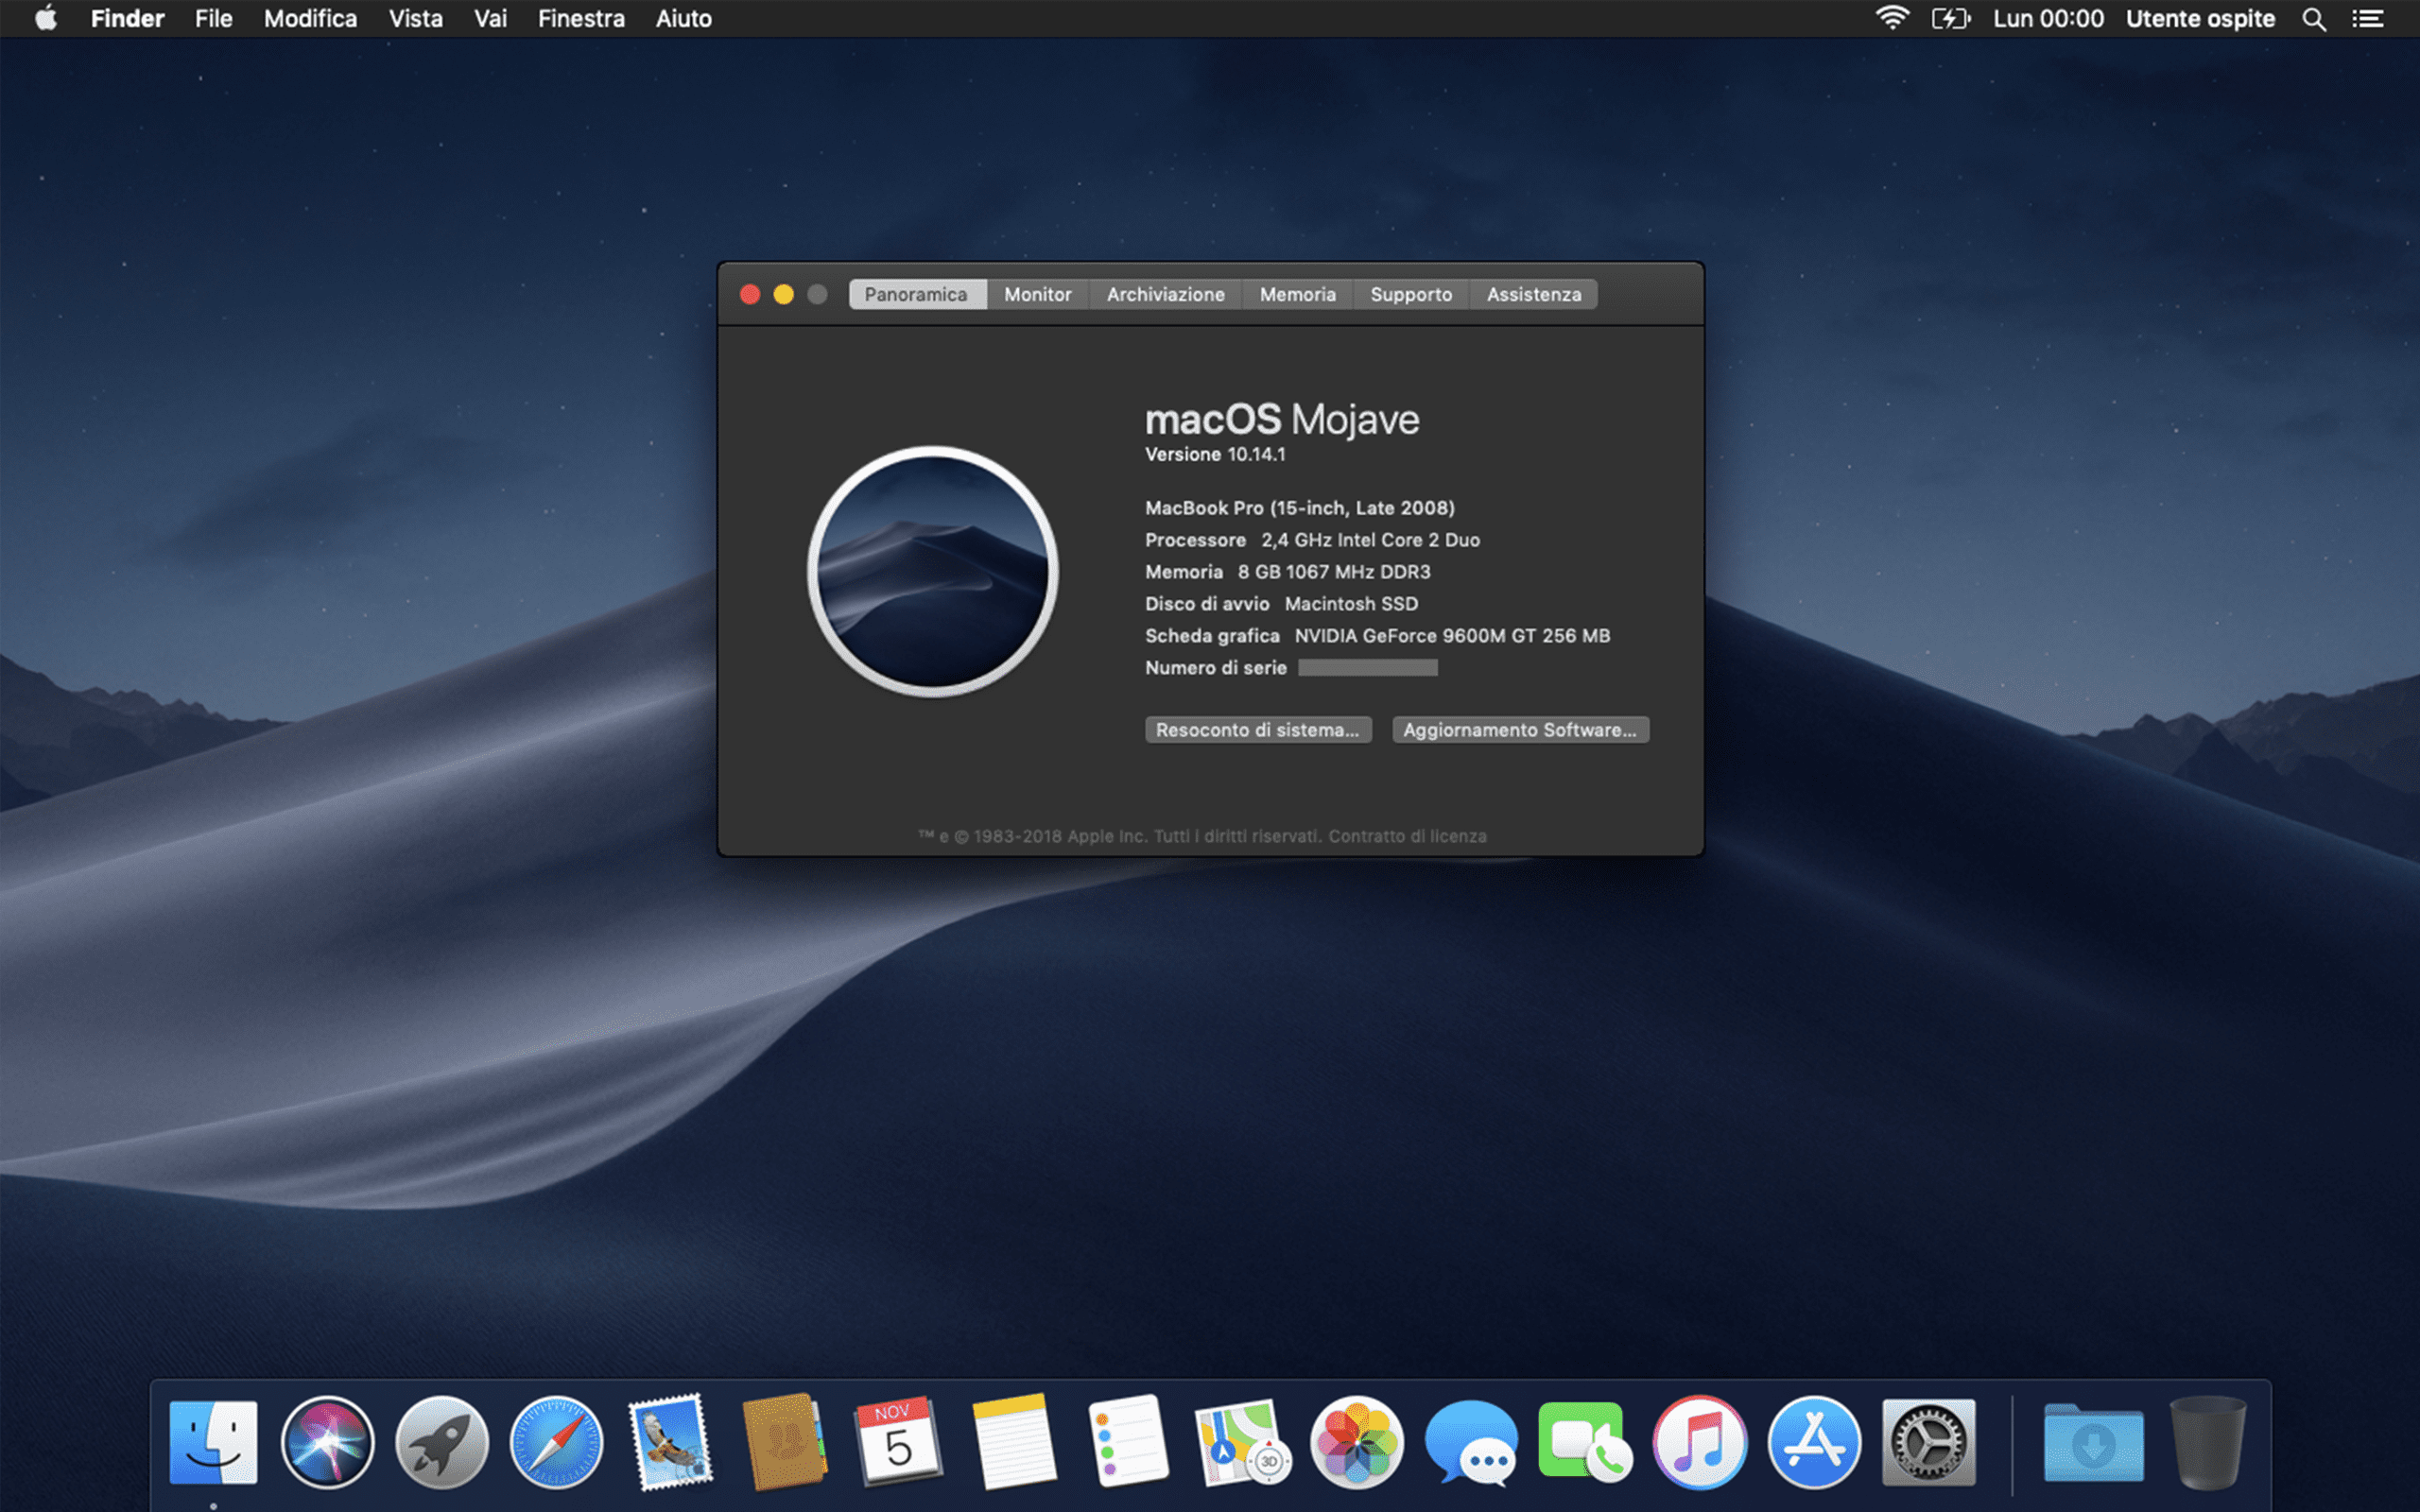 Finder File Modifica Vista Vai Finestra Aiuto Lun 00:00 Utente ospite
Panoramica Monitor Archiviazione Memoria Supporto Assistenza
macOS Mojave
Versione 10.14.1
MacBook Pro (15-inch, Late 2008)
Processore 2,4 GHz Intel Core 2 Duo
Memoria 8 GB 1067 MHz DDR3
Disco di avvio Macintosh SSD
Scheda grafica NVIDIA GeForce 9600M GT 256 MB
Numero di serie
Resoconto di sistema... Aggiornamento Software...
™ e © 1983-2018 Apple Inc. Tutti i diritti riservati. Contratto di licenza
NOV
5
3D